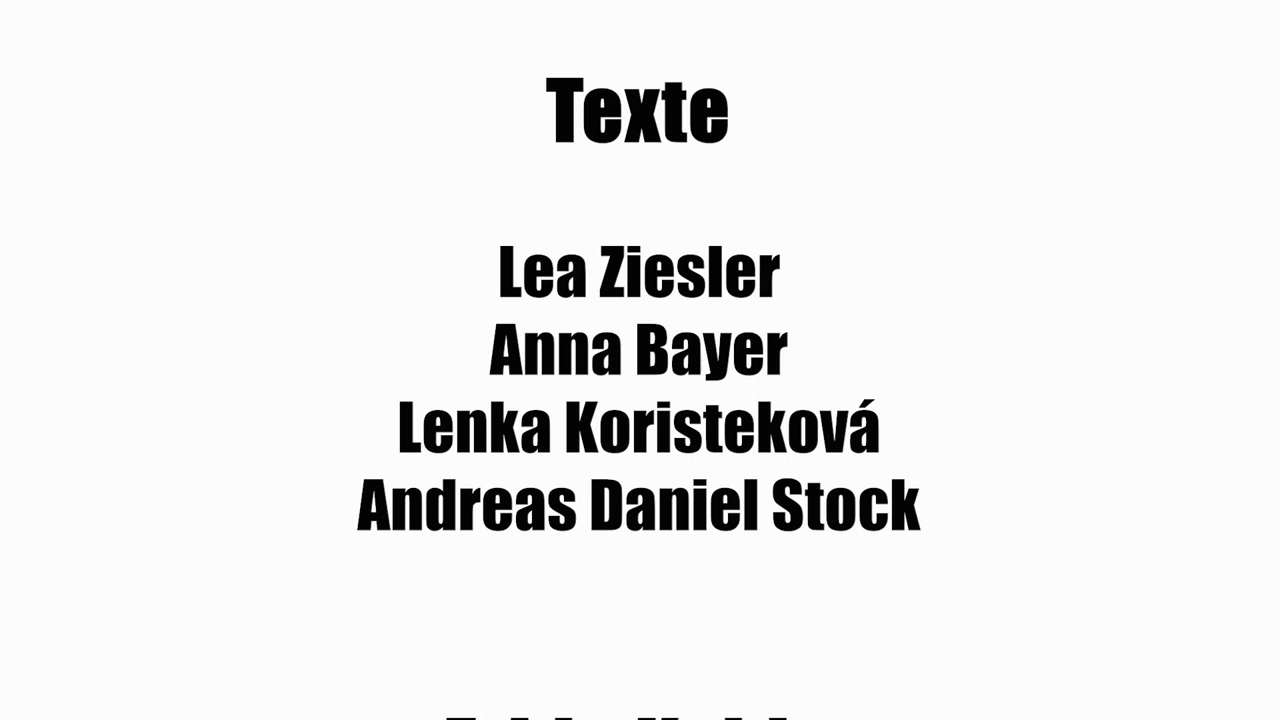 Texte
Lea Ziesler
Anna Bayer
Lenka Koristeková
Andreas Daniel Stock